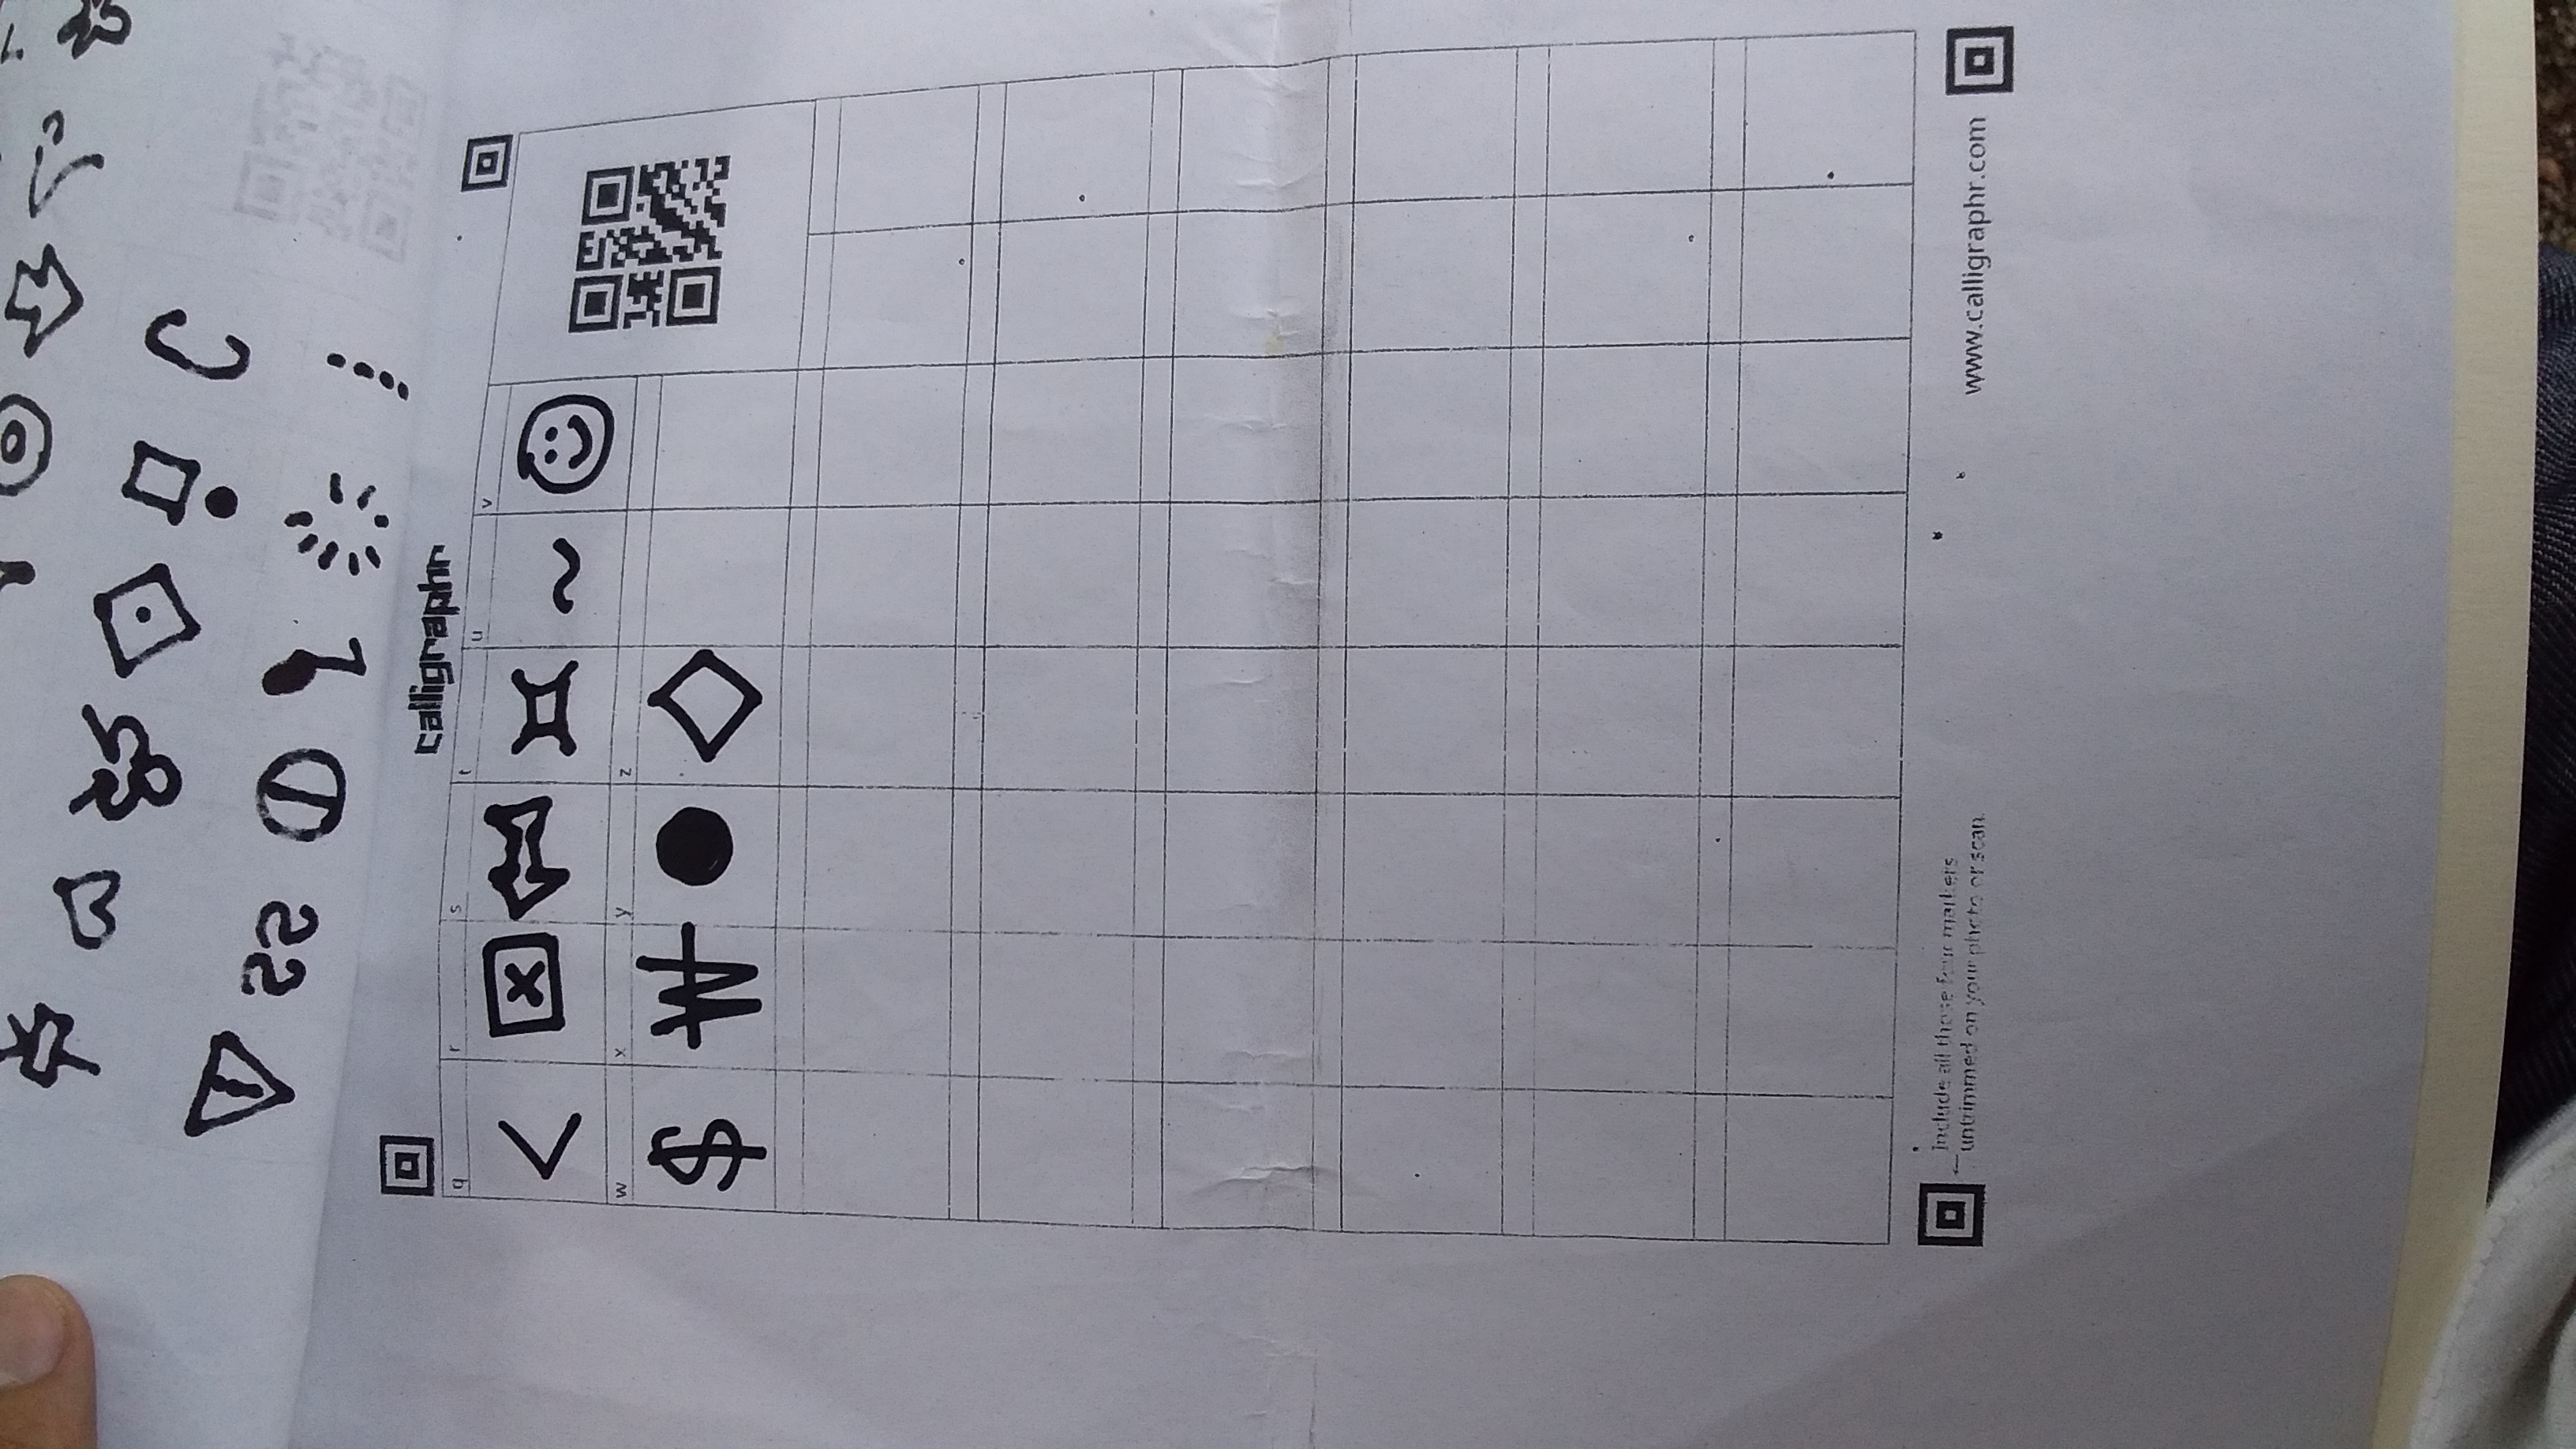 calligraphr
q r s t u v
< x ~
w x y z
$ ₩
Include all these four markers
← untrimmed on your photo or scan.
www.calligraphr.com